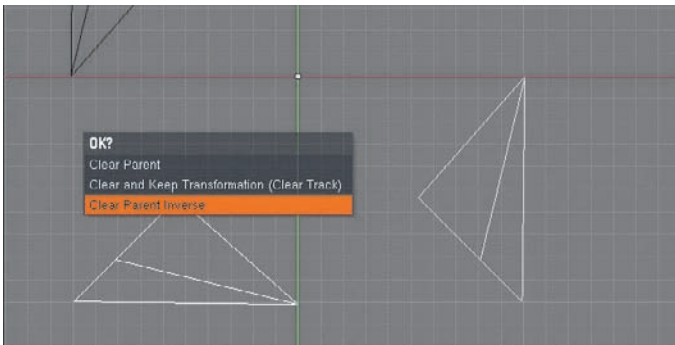 OK?
Clear Parent
Clear and Keep Transformation (Clear Track)
Clear Parent Inverse